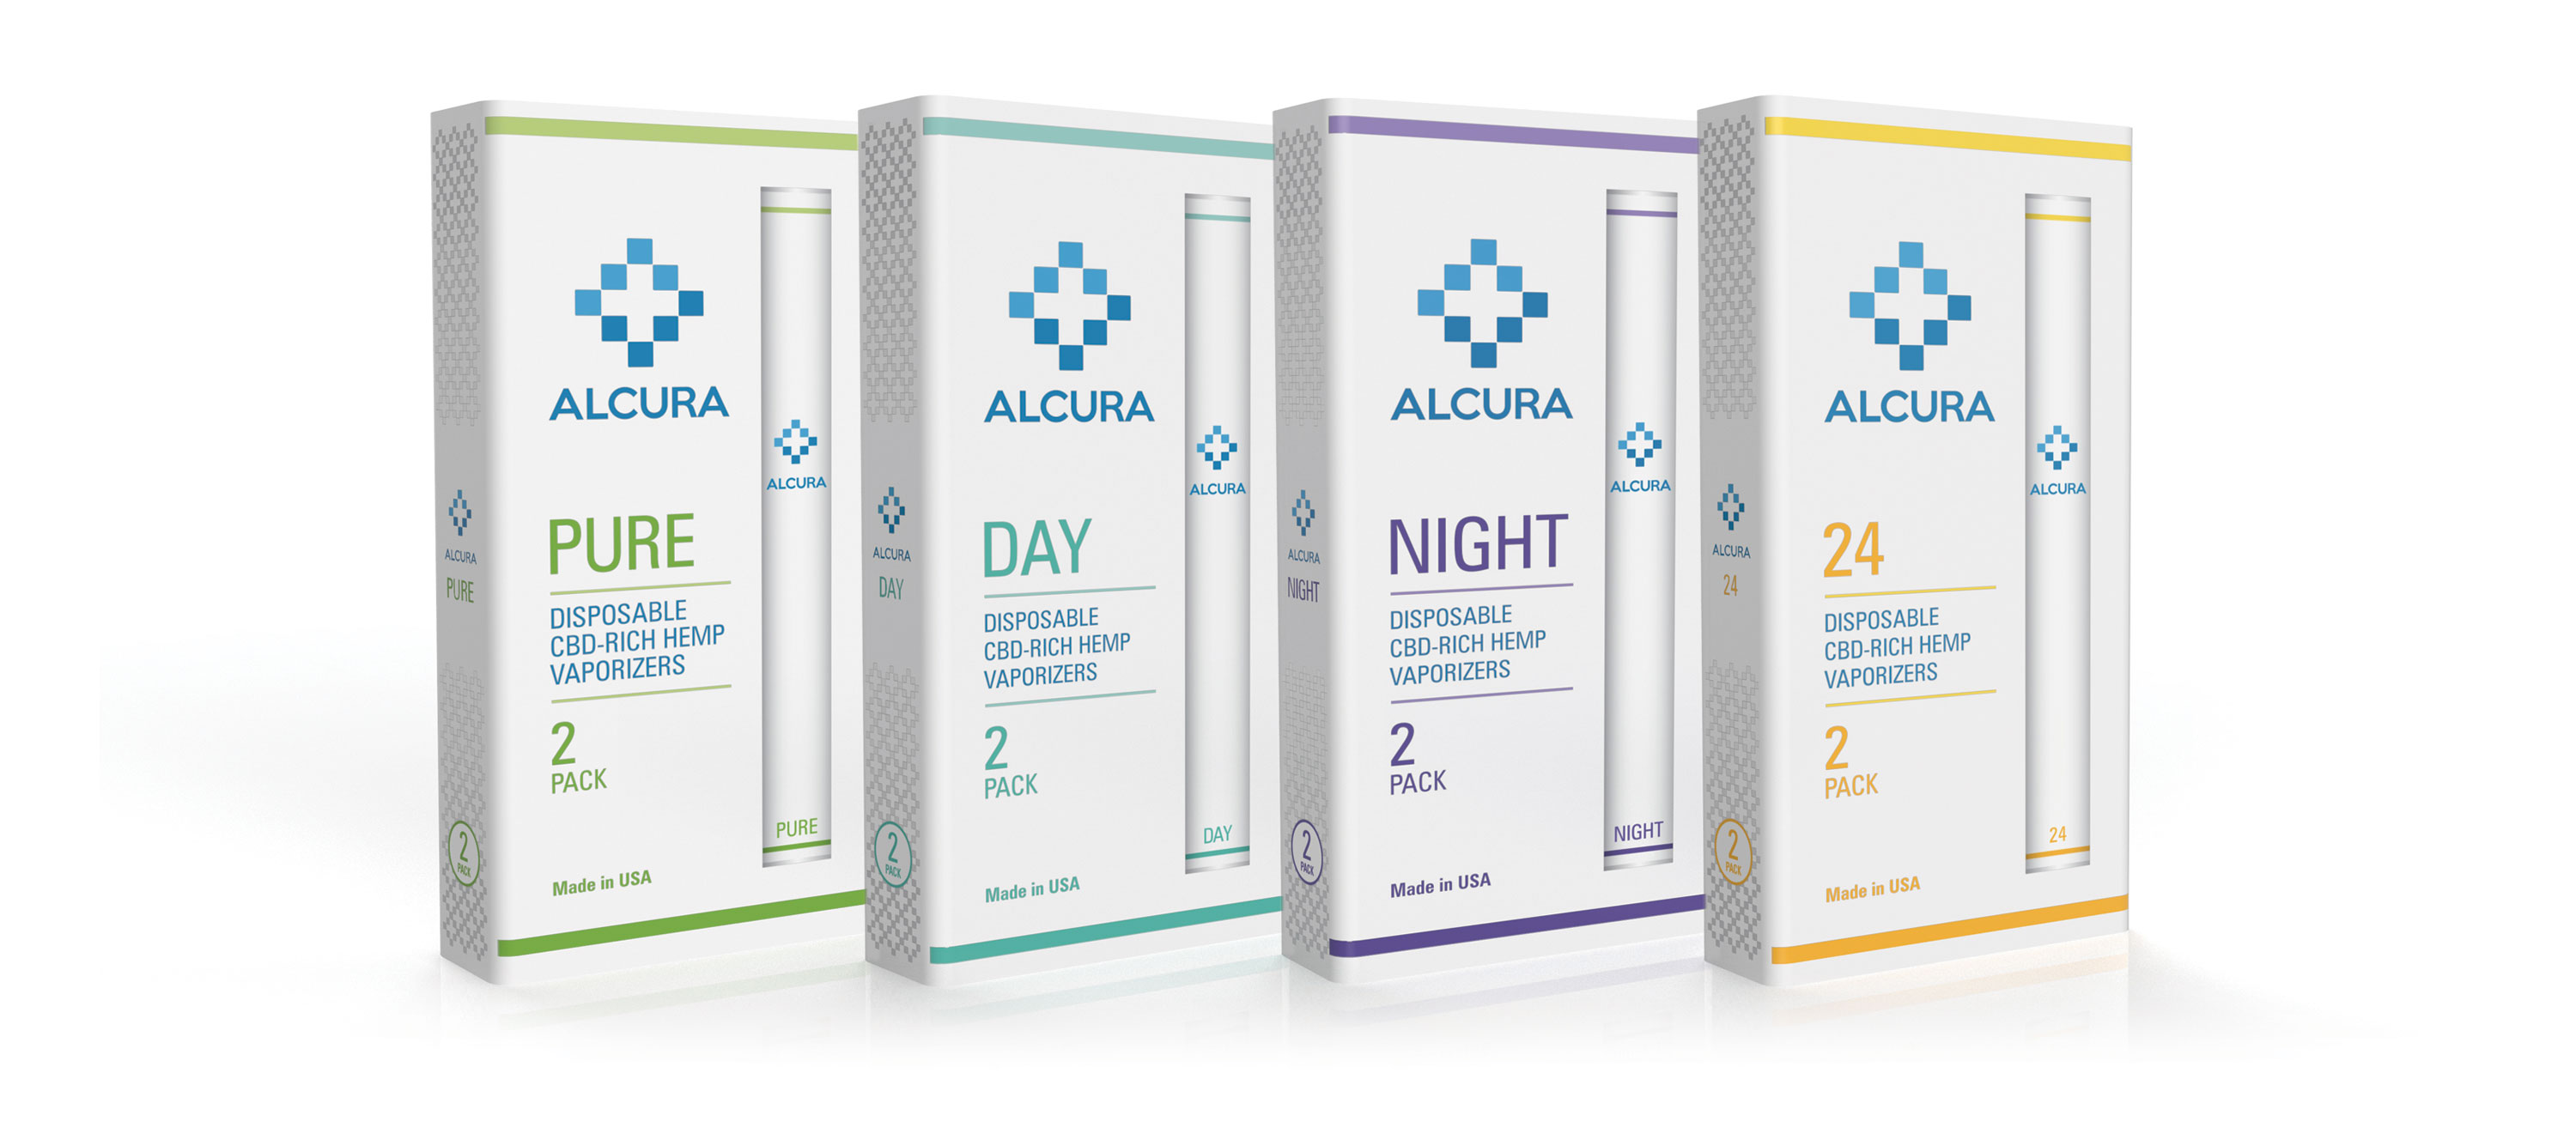 ALCURA
PURE
2
PACK
ALCURA
PURE
DISPOSABLE
CBD-RICH HEMP
VAPORIZERS
2
PACK
Made in USA
ALCURA
PURE
ALCURA
DAY
2
PACK
ALCURA
DAY
DISPOSABLE
CBD-RICH HEMP
VAPORIZERS
2
PACK
Made in USA
ALCURA
DAY
ALCURA
NIGHT
2
PACK
ALCURA
NIGHT
DISPOSABLE
CBD-RICH HEMP
VAPORIZERS
2
PACK
Made in USA
ALCURA
NIGHT
ALCURA
24
2
PACK
ALCURA
24
DISPOSABLE
CBD-RICH HEMP
VAPORIZERS
2
PACK
Made in USA
ALCURA
24